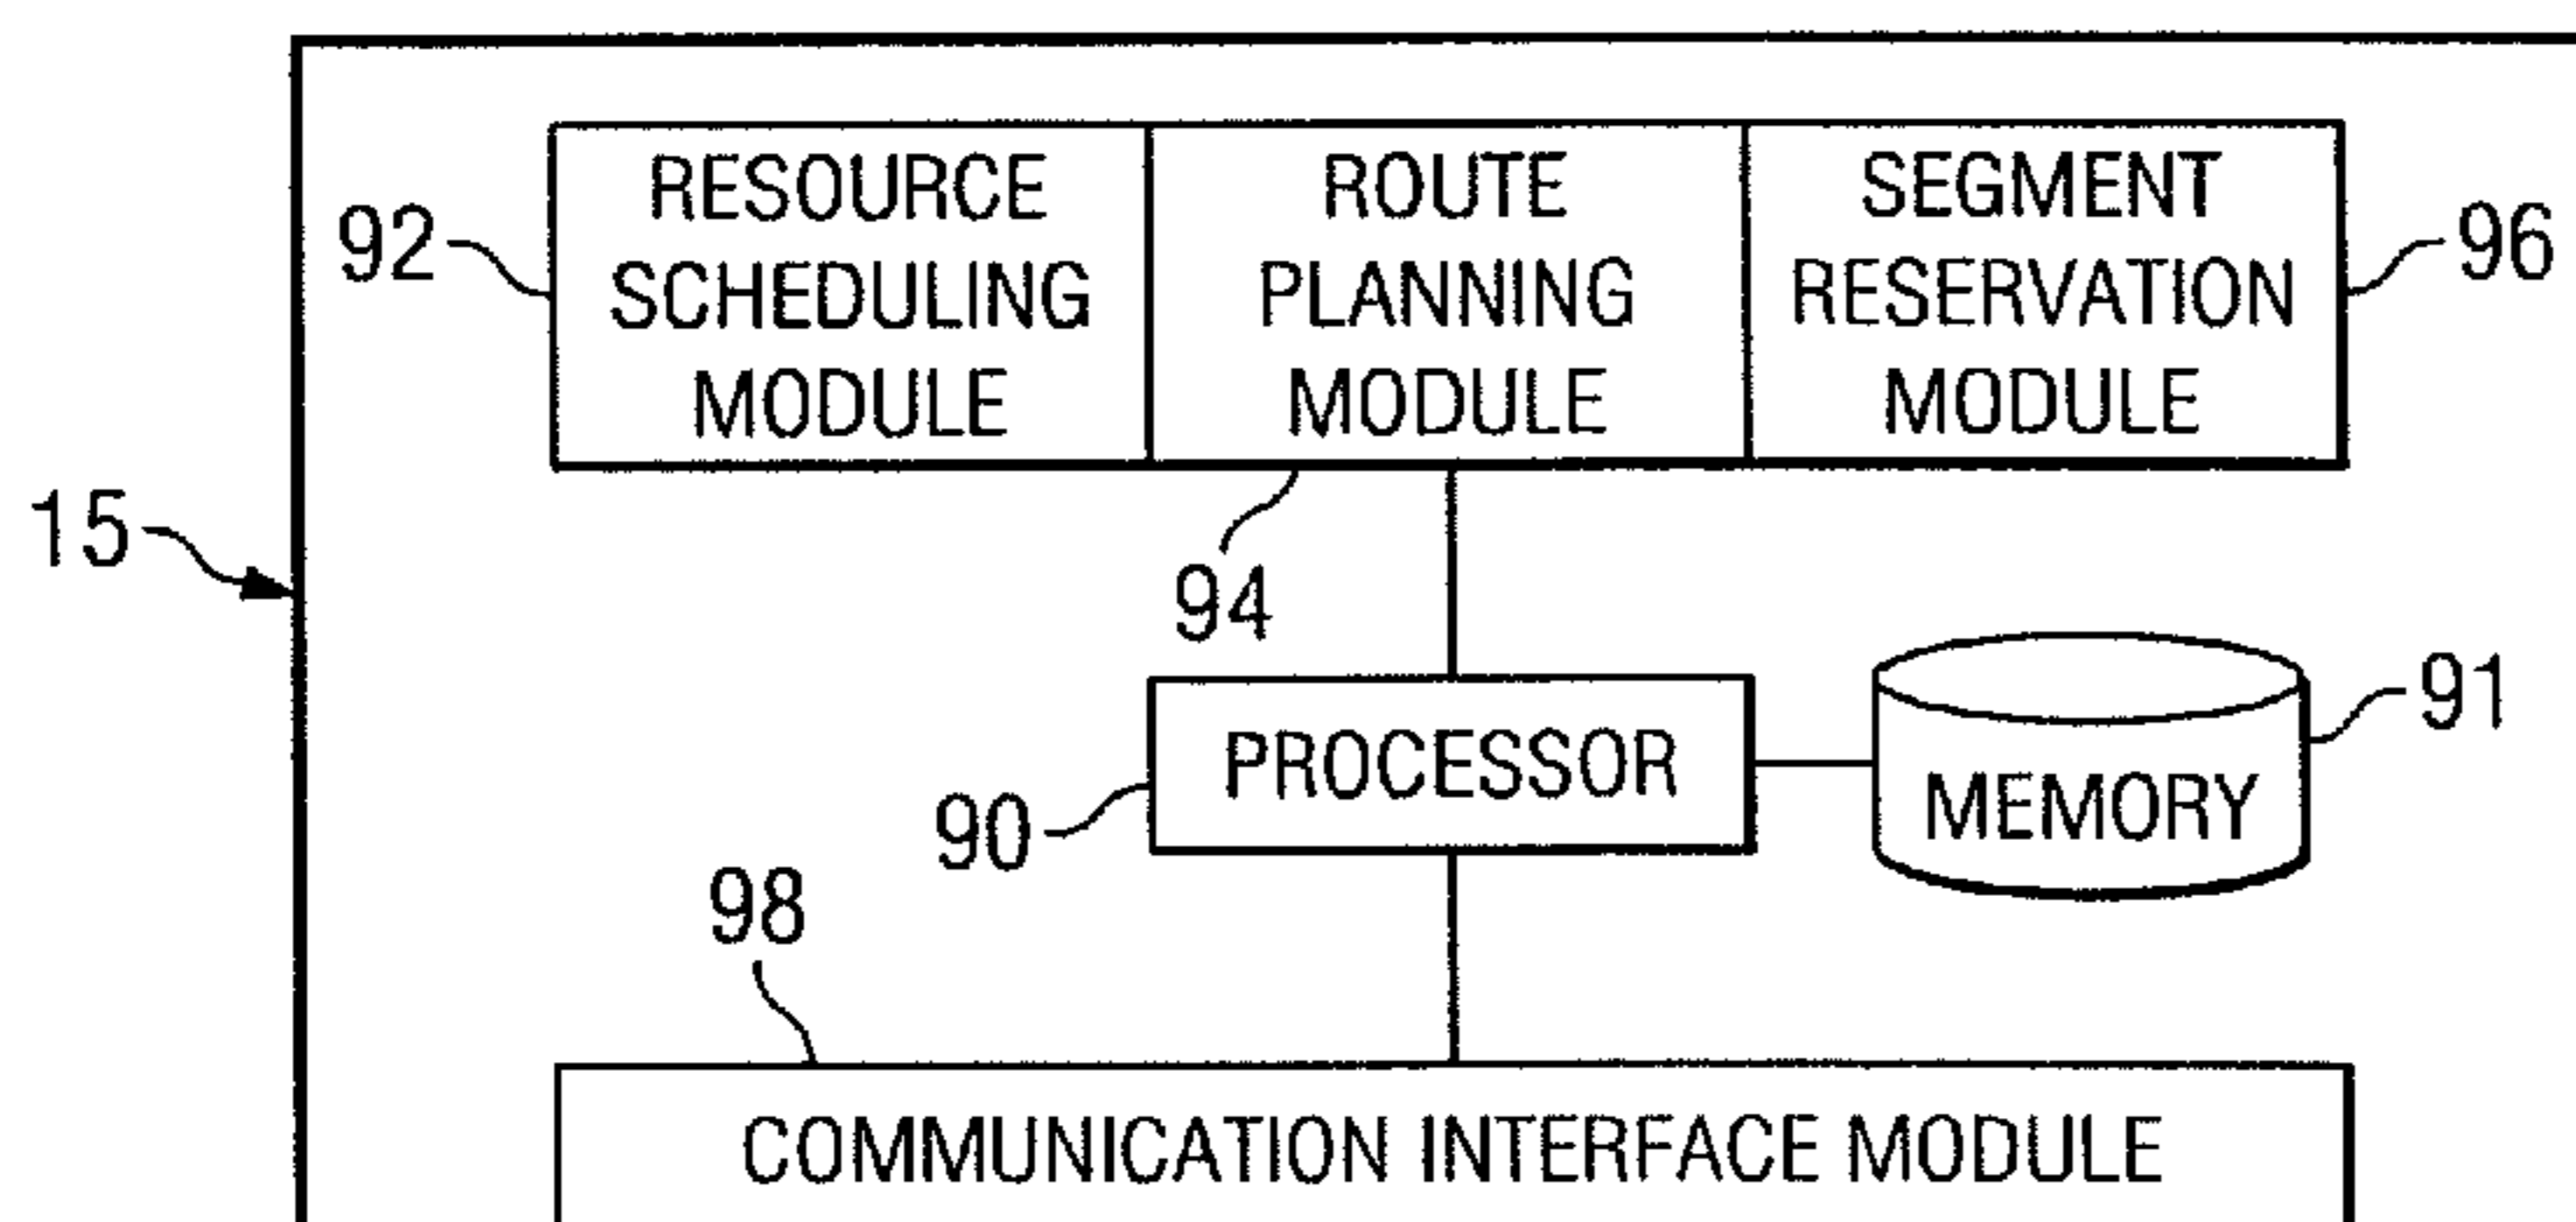 RESOURCE
SCHEDULING
MODULE
ROUTE
PLANNING
MODULE
SEGMENT
RESERVATION
MODULE
92
96
15
94
PROCESSOR
90
MEMORY
91
98
COMMUNICATION INTERFACE MODULE